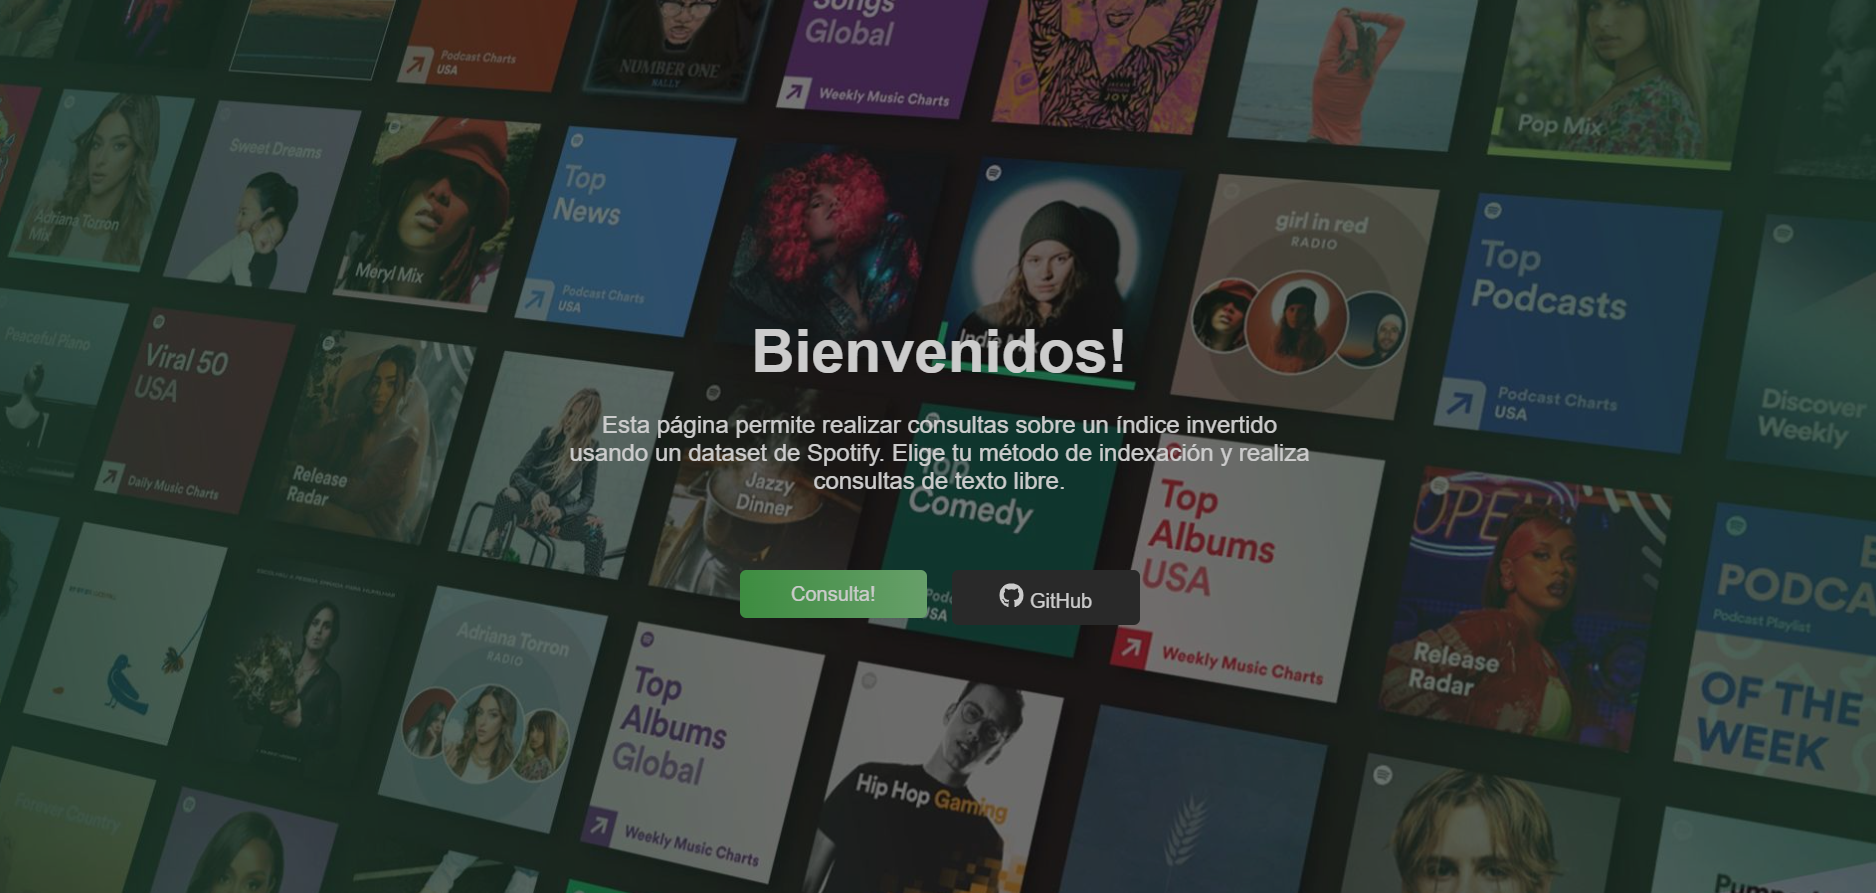 Podcast Charts
USA
NUMBER ONE
Songs
Global
Weekly Music Charts
JOY
Pop Mix
Adriana Torron
Mix
Sweet Dreams
Meryl Mix
Top
News
Podcast Charts
USA
Indie Mix
girl in red
RADIO
Top
Podcasts
Podcast Charts
USA
Discover
Weekly
Peaceful Piano
Viral 50
USA
Daily Music Charts
Release
Radar
Bienvenidos!
Esta página permite realizar consultas sobre un índice invertido
usando un dataset de Spotify. Elige tu método de indexación y realiza
consultas de texto libre.
Jazzy
Dinner
Top
Comedy
Top
Albums
USA
Weekly Music Charts
Consulta!
GitHub
OPEN
Release
Radar
PODCA
Podcast Playlist
OF THE
WEEK
Adriana Torron
RADIO
Top
Albums
Global
Weekly Music Charts
Hip Hop Gaming
Forever Country